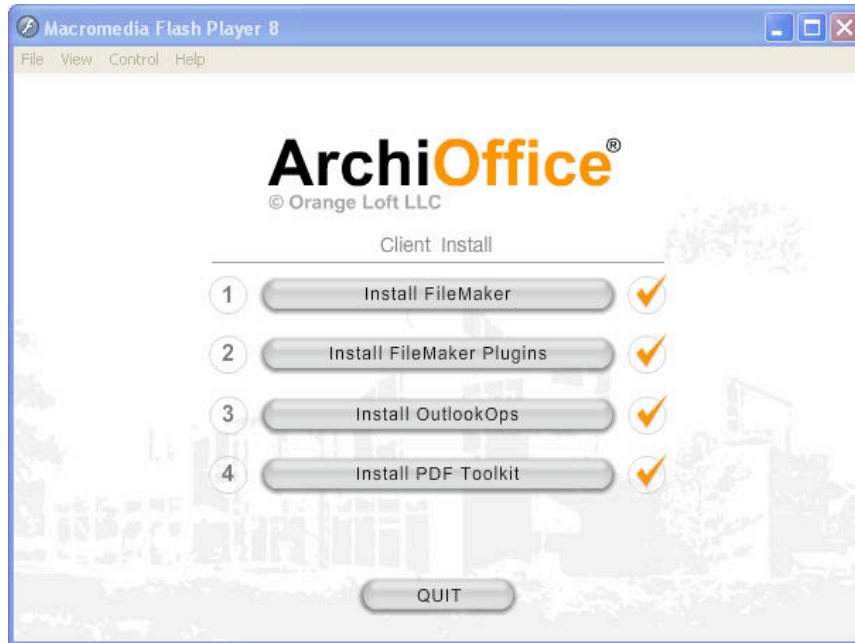 Macromedia Flash Player 8
File View Control Help
ArchiOffice®
© Orange Loft LLC
Client Install
1 Install FileMaker
2 Install FileMaker Plugins
3 Install OutlookOps
4 Install PDF Toolkit
QUIT